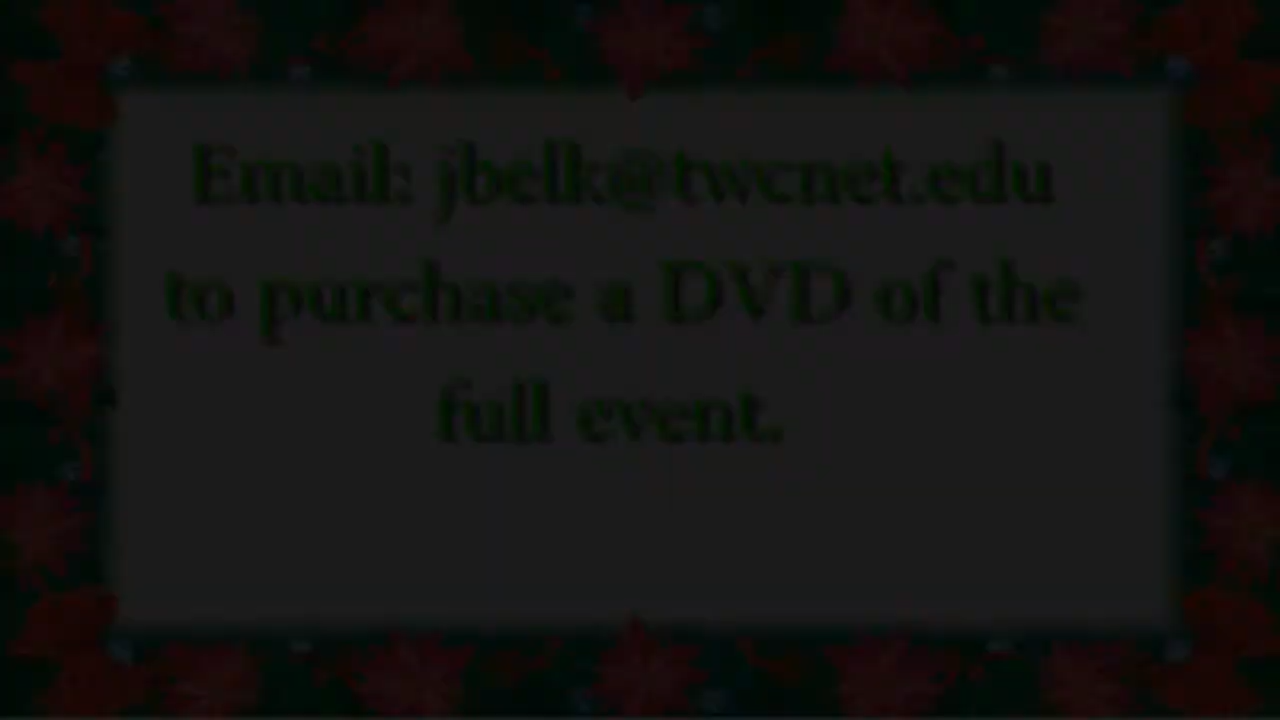 Email: jbelk@twcnet.edu
to purchase a DVD of the
full event.